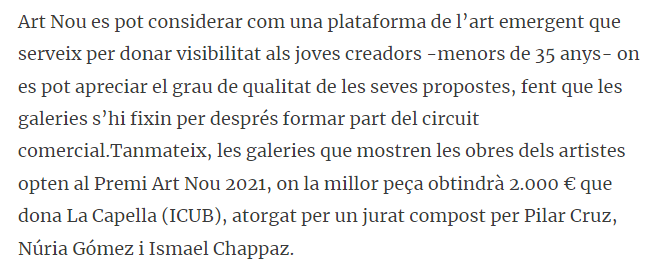 Art Nou es pot considerar com una plataforma de l’art emergent que
serveix per donar visibilitat als joves creadors -menors de 35 anys- on
es pot apreciar el grau de qualitat de les seves propostes, fent que les
galeries s’hi fixin per després formar part del circuit
comercial.Tanmateix, les galeries que mostren les obres dels artistes
opten al Premi Art Nou 2021, on la millor peça obtindrà 2.000 € que
dona La Capella (ICUB), atorgat per un jurat compost per Pilar Cruz,
Núria Gómez i Ismael Chappaz.